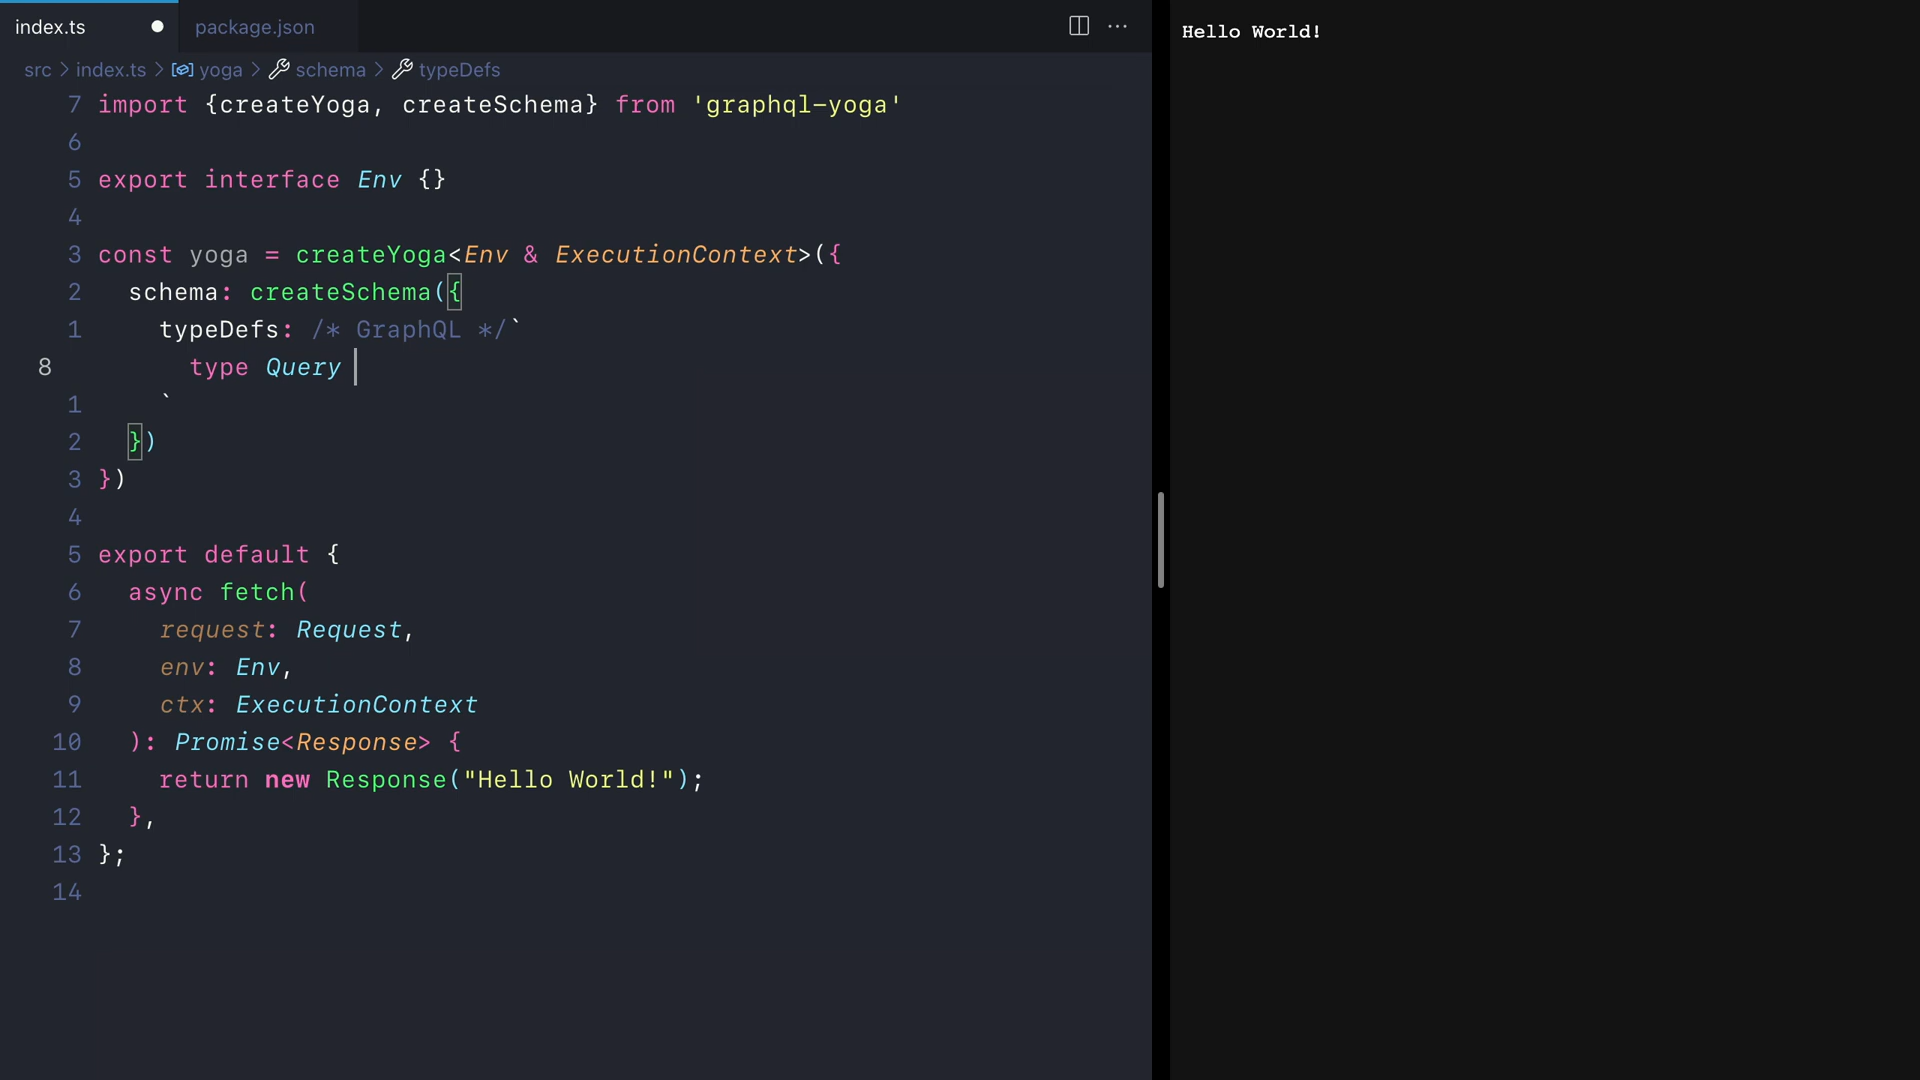 index.ts
package.json
src > index.ts > yoga > schema > typeDefs
7 import {createYoga, createSchema} from 'graphql-yoga'
6
5 export interface Env {}
4
3 const yoga = createYoga<Env & ExecutionContext>({
2   schema: createSchema({
1     typeDefs: /* GraphQL */`
8       type Query
1     `
2   })
3 })
4
5 export default {
6   async fetch(
7     request: Request,
8     env: Env,
9     ctx: ExecutionContext
10   ): Promise<Response> {
11     return new Response("Hello World!");
12   },
13 };
14
Hello World!